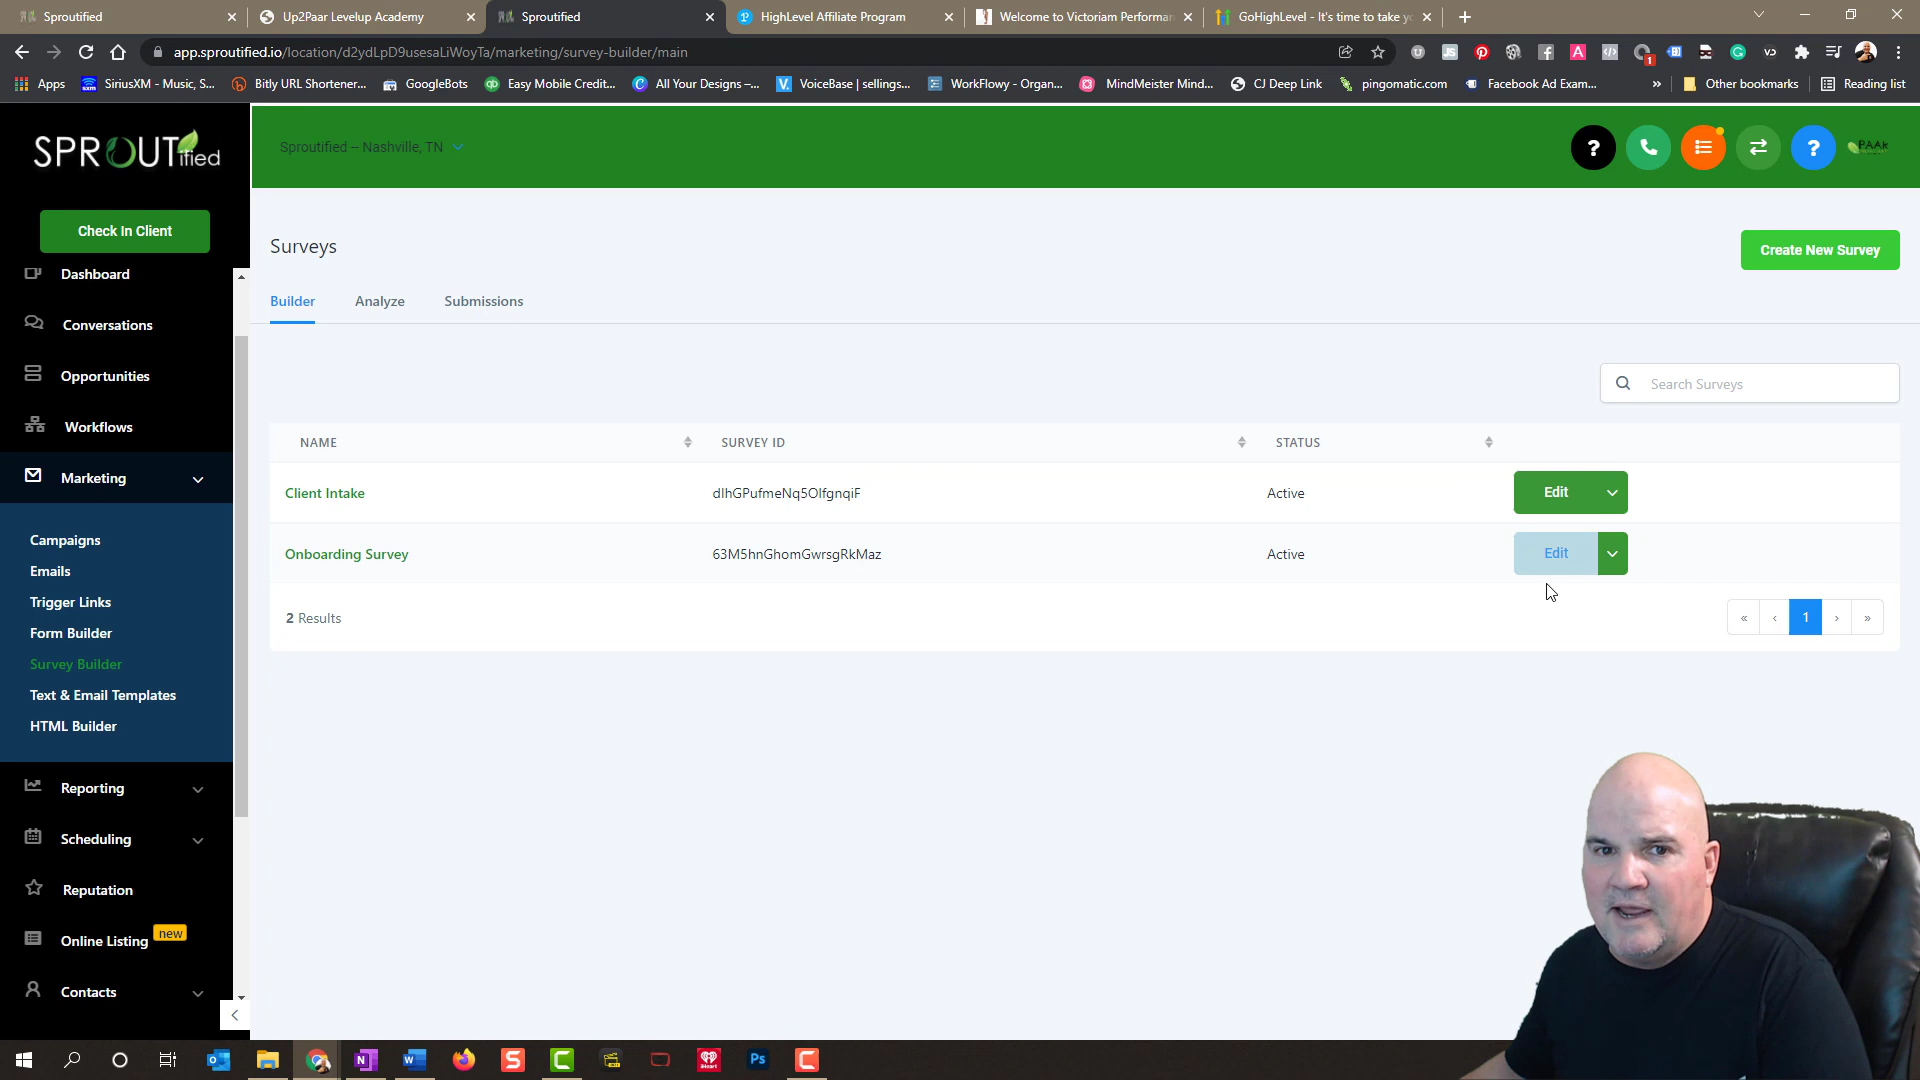 Sproutified
Up2Paar Levelup Academy
Sproutified
HighLevel Affiliate Program
Welcome to Victoriam Performan
GoHighLevel - It's time to take yo
app.sproutified.io/location/d2ydLpD9usesaLiWoyTa/marketing/survey-builder/main
Apps
SiriusXM - Music, S...
Bitly URL Shortener...
GoogleBots
Easy Mobile Credit...
All Your Designs –...
VoiceBase | sellings...
WorkFlowy - Organ...
MindMeister Mind...
CJ Deep Link
pingomatic.com
Facebook Ad Exam...
»
Other bookmarks
Reading list
SPROUTified
Sproutified – Nashville, TN
Check In Client
Dashboard
Conversations
Opportunities
Workflows
Marketing
Campaigns
Emails
Trigger Links
Form Builder
Survey Builder
Text & Email Templates
HTML Builder
Reporting
Scheduling
Reputation
Online Listing new
Contacts
Surveys
Create New Survey
Builder Analyze Submissions
Search Surveys
NAME SURVEY ID STATUS
Client Intake dlhGPufmeNq5OlfgnqiF Active Edit
Onboarding Survey 63M5hnGhomGwrsgRkMaz Active Edit
2 Results
« ‹ 1 › »